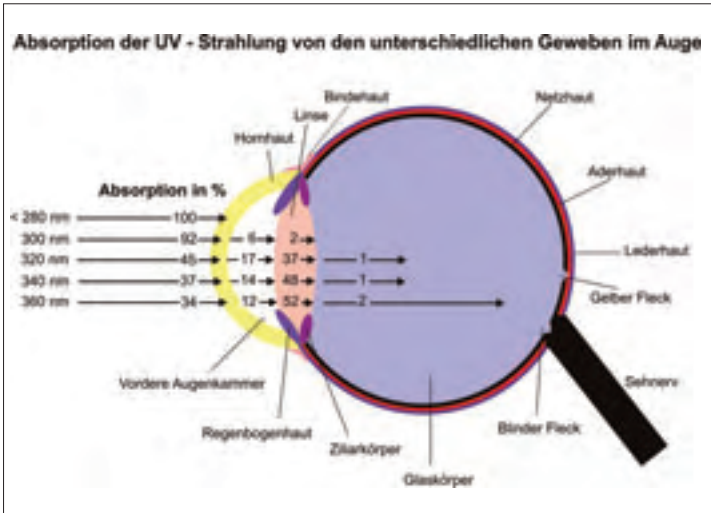 Absorption der UV - Strahlung von den unterschiedlichen Geweben im Auge
Bindehaut
Linse
Hornhaut
Netzhaut
Aderhaut
Lederhaut
Gelber Fleck
Absorption in %
< 280 nm 100
300 nm 92 6 2
320 nm 45 17 37 1
340 nm 37 14 48 1
360 nm 34 12 52 2
Vordere Augenkammer
Regenbogenhaut
Ziliarkörper
Glaskörper
Blinder Fleck
Sehnerv